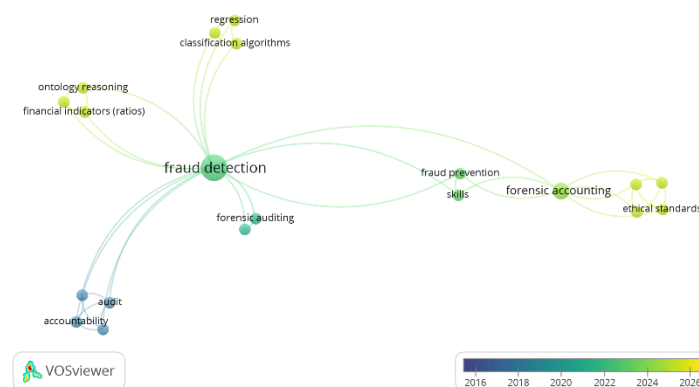 regression
classification algorithms
ontology reasoning
financial indicators (ratios)
fraud detection
fraud prevention
skills
forensic accounting
ethical standards
forensic auditing
audit
accountability
VOSviewer
2016 2018 2020 2022 2024 2026